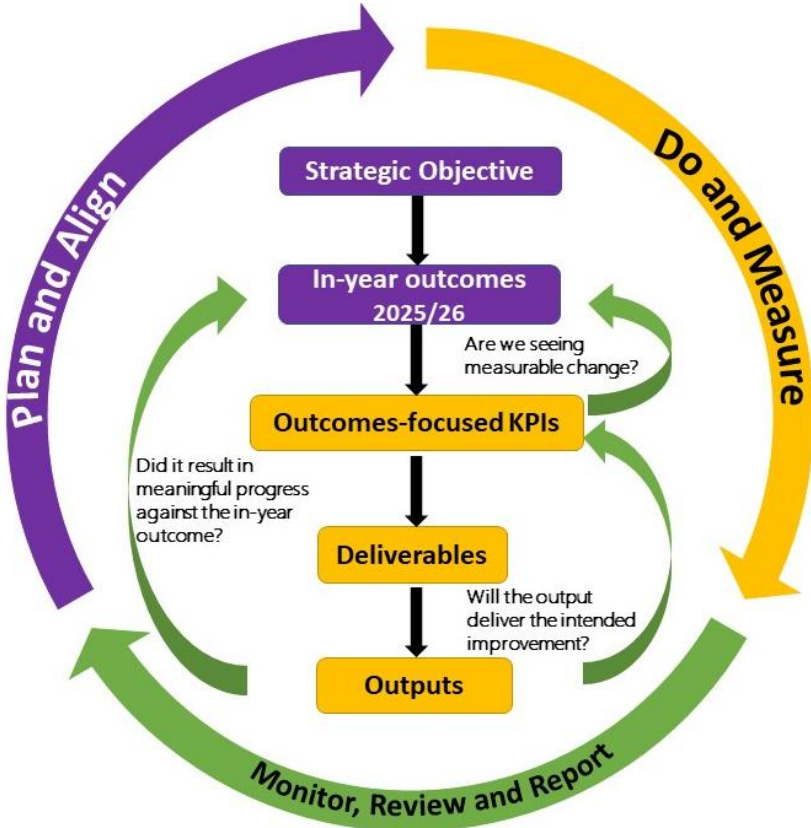 Plan and Align
Do and Measure
Strategic Objective
In-year outcomes
2025/26
Are we seeing
measurable change?
Outcomes-focused KPIs
Did it result in
meaningful progress
against the in-year
outcome?
Deliverables
Will the output
deliver the intended
improvement?
Outputs
Monitor, Review and Report